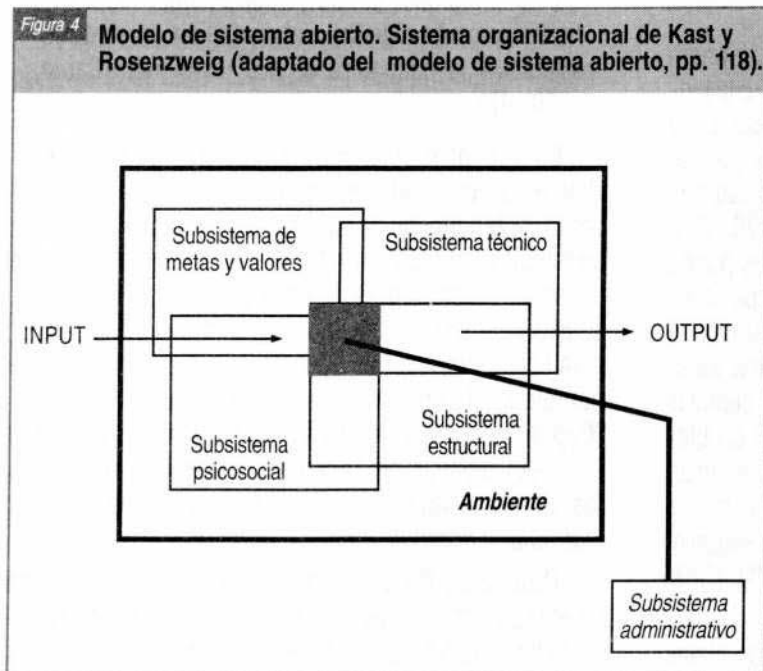 Figura 4
Modelo de sistema abierto. Sistema organizacional de Kast y
Rosenzweig (adaptado del modelo de sistema abierto, pp. 118).
Subsistema de
metas y valores
Subsistema técnico
INPUT
OUTPUT
Subsistema
psicosocial
Subsistema
estructural
Ambiente
Subsistema
administrativo